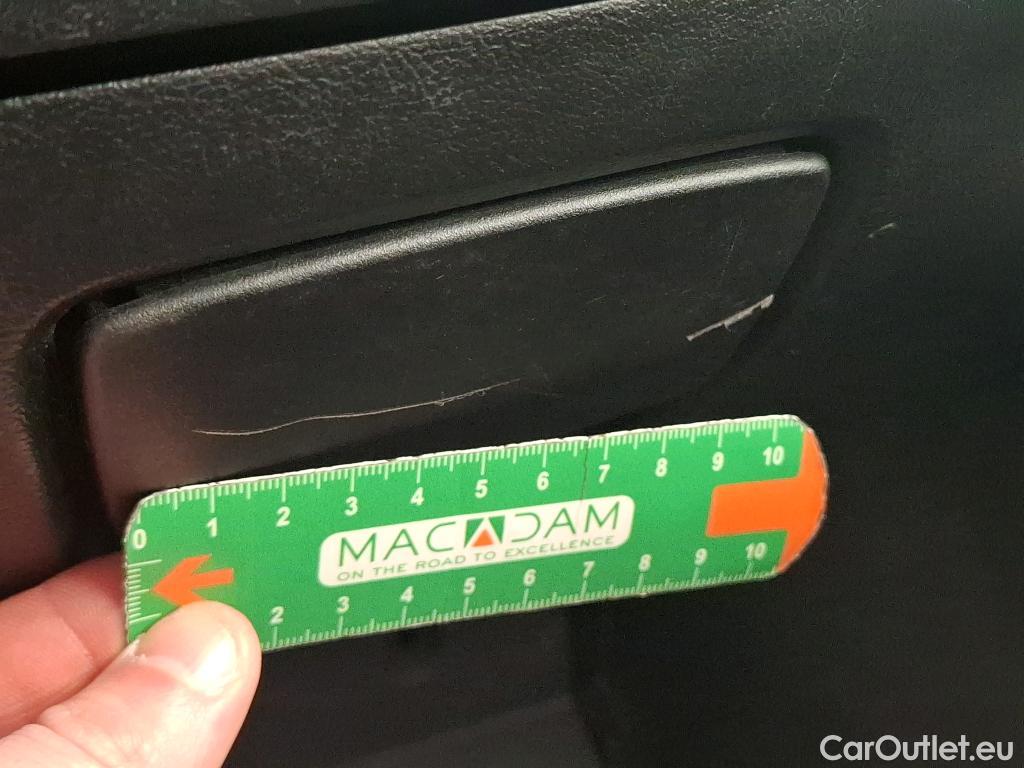 0 1 2 3 4 5 6 7 8 9 10
MACADAM
ON THE ROAD TO EXCELLENCE
2 3 4 5 6 7 8 9 10
CarOutlet.eu